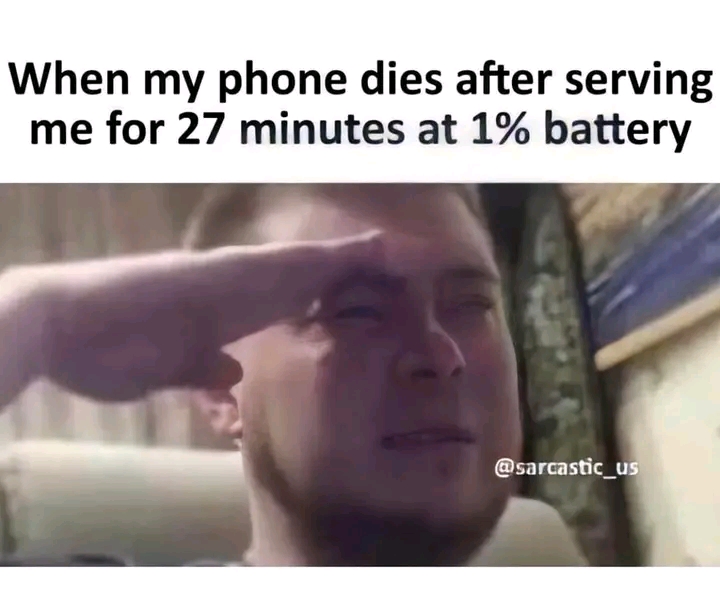 When my phone dies after serving
me for 27 minutes at 1% battery
@sarcastic_us